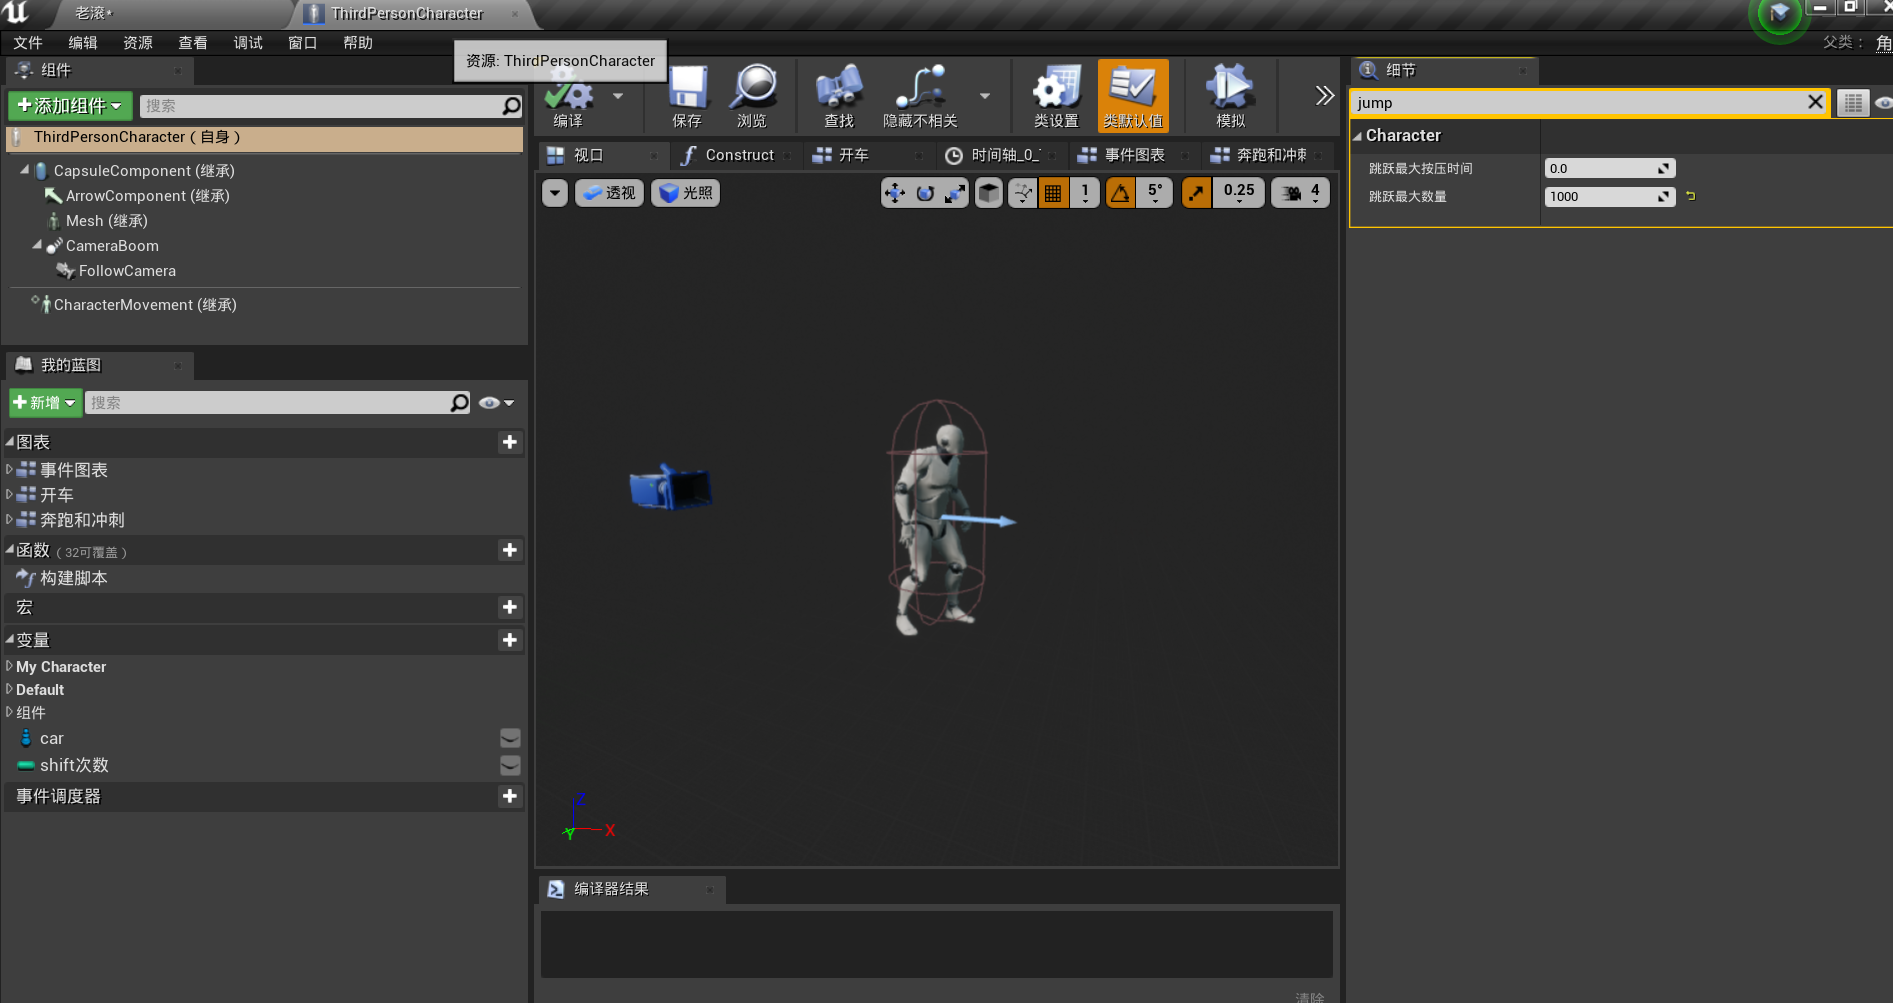 老滚*
ThirdPersonCharacter
文件 编辑 资源 查看 调试 窗口 帮助
父类： 角
资源: ThirdPersonCharacter
组件
添加组件
搜索
ThirdPersonCharacter ( 自身 )
CapsuleComponent (继承)
ArrowComponent (继承)
Mesh (继承)
CameraBoom
FollowCamera
CharacterMovement (继承)
我的蓝图
新增
搜索
图表
事件图表
开车
奔跑和冲刺
函数 ( 32可覆盖 )
构建脚本
宏
变量
My Character
Default
组件
car
shift次数
事件调度器
编译 保存 浏览 查找 隐藏不相关 类设置 类默认值 模拟
视口 Construct 开车 时间轴_0_ 事件图表 奔跑和冲刺
透视 光照 1 5° 0.25 4
Z
Y X
编译器结果
清除
细节
jump
Character
跳跃最大按压时间 0.0
跳跃最大数量 1000